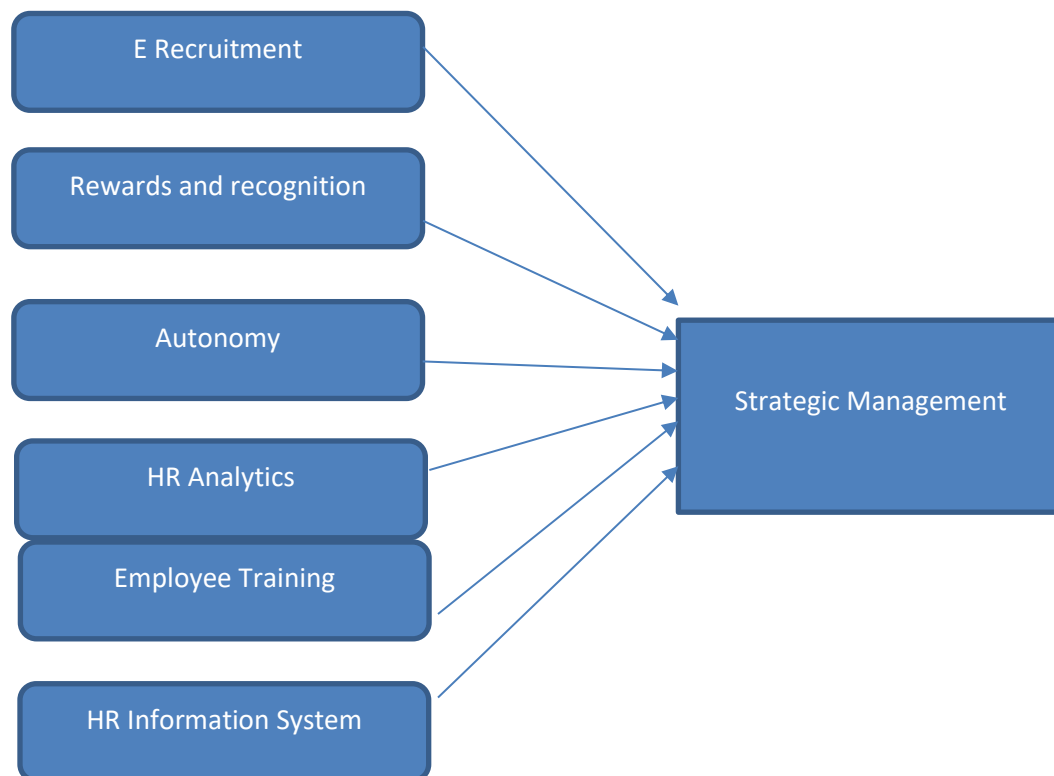 E Recruitment
Rewards and recognition
Autonomy
Strategic Management
HR Analytics
Employee Training
HR Information System